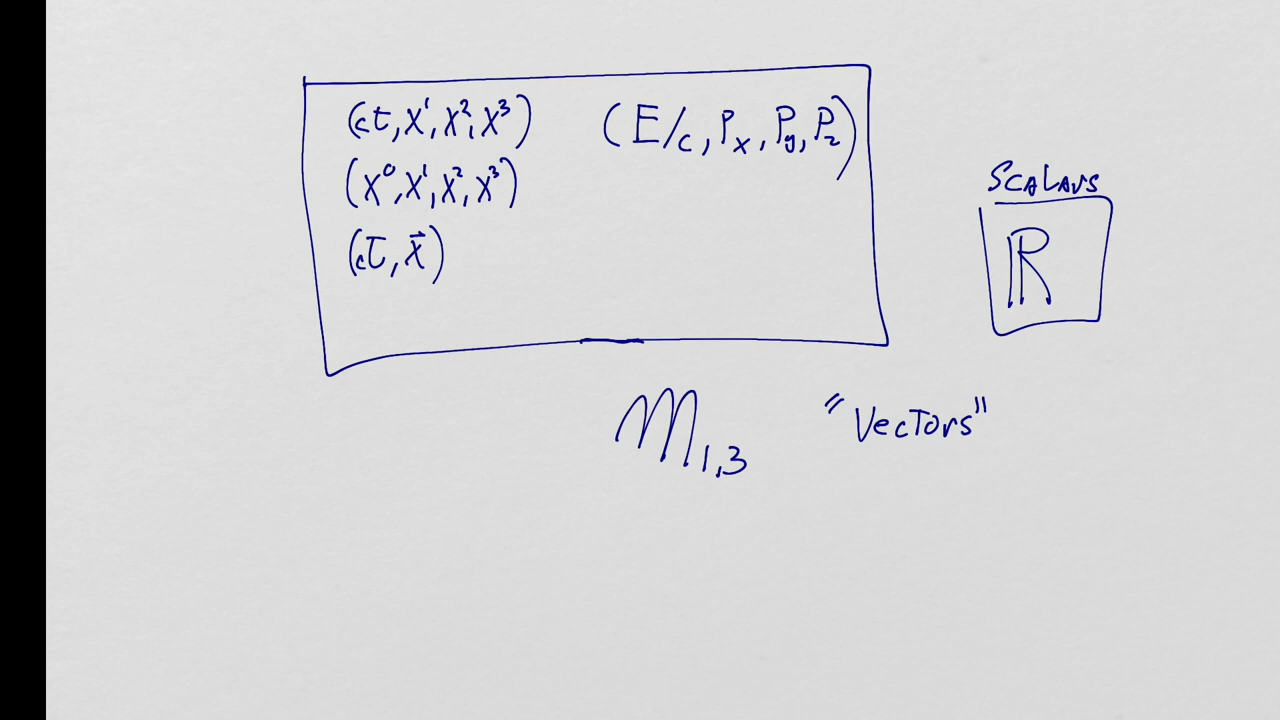 (ct, x¹, x², x³) (E/c, Px, Py, Pz)
(x⁰, x¹, x², x³)
(ct, x⃗)
Scalars
ℝ
M₁,₃ "Vectors"